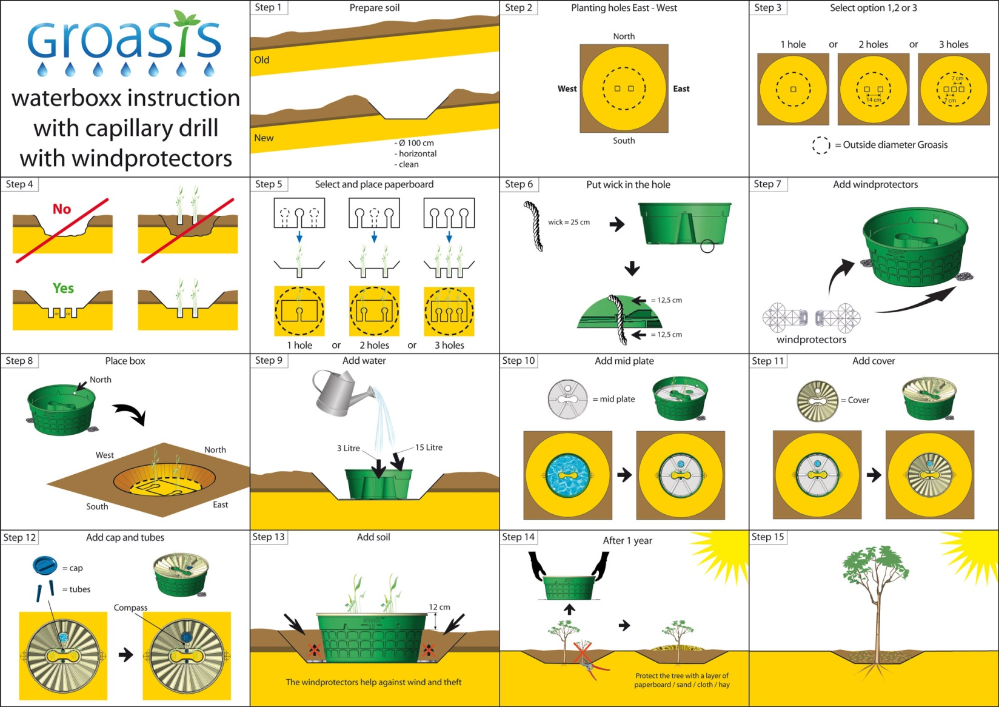 GROASIS
waterboxx instruction
with capillary drill
with windprotectors
Step 1
Prepare soil
Old
New
- Ø 100 cm
- horizontal
- clean
Step 2
Planting holes East - West
North
West
East
South
Step 3
Select option 1,2 or 3
1 hole or 2 holes or 3 holes
14 cm
7 cm
7 cm
= Outside diameter Groasis
Step 4
No
Yes
or or
Step 5
Select and place paperboard
1 hole or 2 holes or 3 holes
Step 6
Put wick in the hole
wick = 25 cm
= 12,5 cm
= 12,5 cm
Step 7
Add windprotectors
windprotectors
Step 8
Place box
North
West
North
South
East
Step 9
Add water
3 Litre
15 Litre
Step 10
Add mid plate
= mid plate
Step 11
Add cover
= Cover
Step 12
Add cap and tubes
= cap
= tubes
Compass
Step 13
Add soil
12 cm
The windprotectors help against wind and theft
Step 14
After 1 year
Protect the tree with a layer of
paperboard / sand / cloth / hay
Step 15